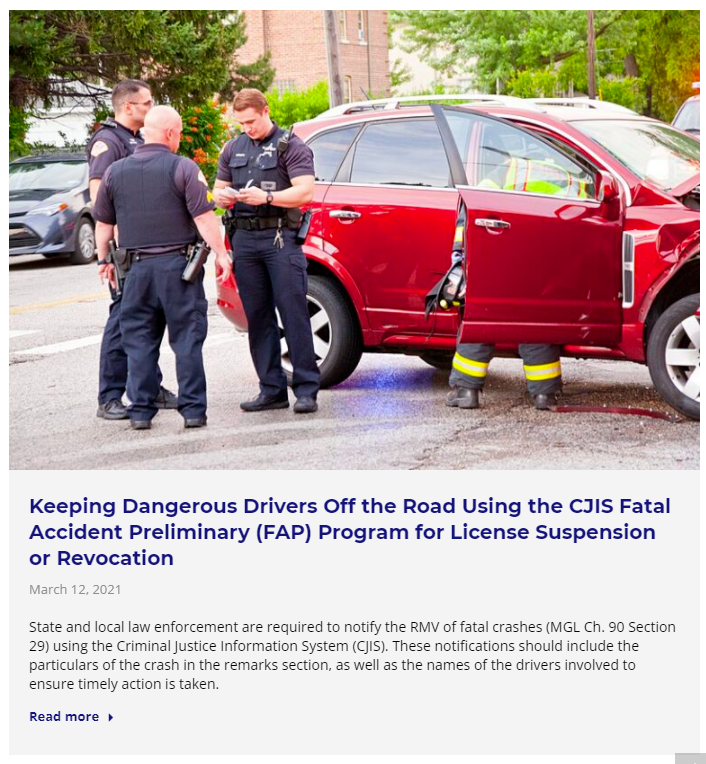 Keeping Dangerous Drivers Off the Road Using the CJIS Fatal
Accident Preliminary (FAP) Program for License Suspension
or Revocation
March 12, 2021
State and local law enforcement are required to notify the RMV of fatal crashes (MGL Ch. 90 Section
29) using the Criminal Justice Information System (CJIS). These notifications should include the
particulars of the crash in the remarks section, as well as the names of the drivers involved to
ensure timely action is taken.
Read more